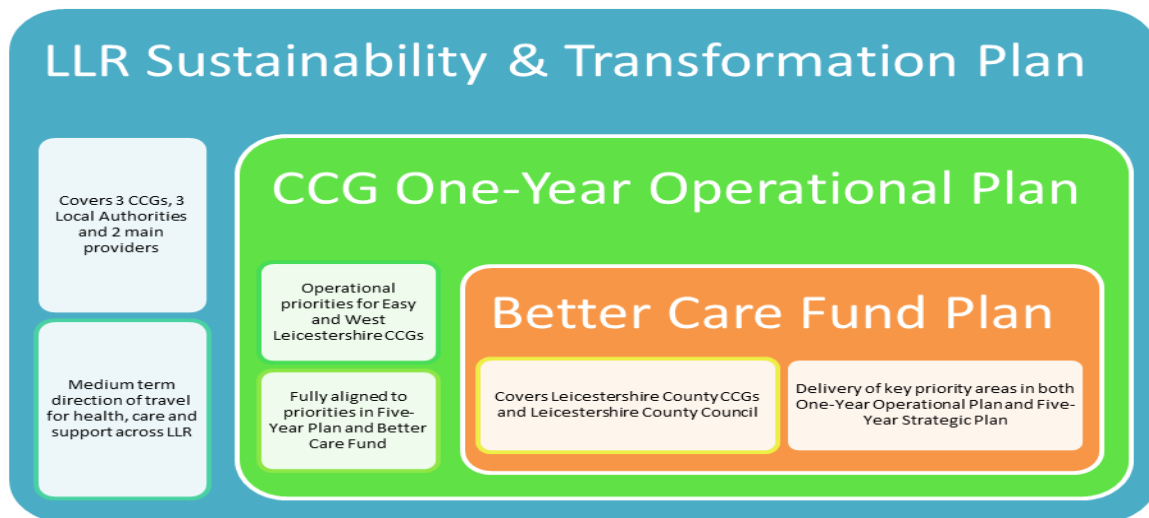 LLR Sustainability & Transformation Plan
Covers 3 CCGs, 3
Local Authorities
and 2 main
providers
Medium term
direction of travel
for health, care and
support across LLR
CCG One-Year Operational Plan
Operational
priorities for Easy
and West
Leicestershire CCGs
Fully aligned to
priorities in Five-
Year Plan and Better
Care Fund
Better Care Fund Plan
Covers Leicestershire County CCGs
and Leicestershire County Council
Delivery of key priority areas in both
One-Year Operational Plan and Five-
Year Strategic Plan